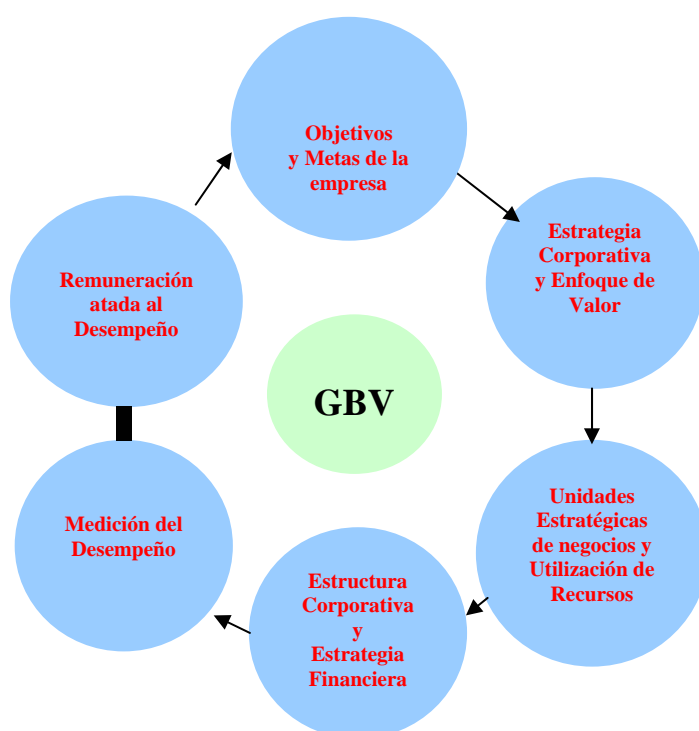 Objetivos
y Metas de la
empresa
Estrategia
Corporativa
y Enfoque de
Valor
Unidades
Estratégicas
de negocios y
Utilización de
Recursos
Estructura
Corporativa
y
Estrategia
Financiera
Medición del
Desempeño
Remuneración
atada al
Desempeño
GBV